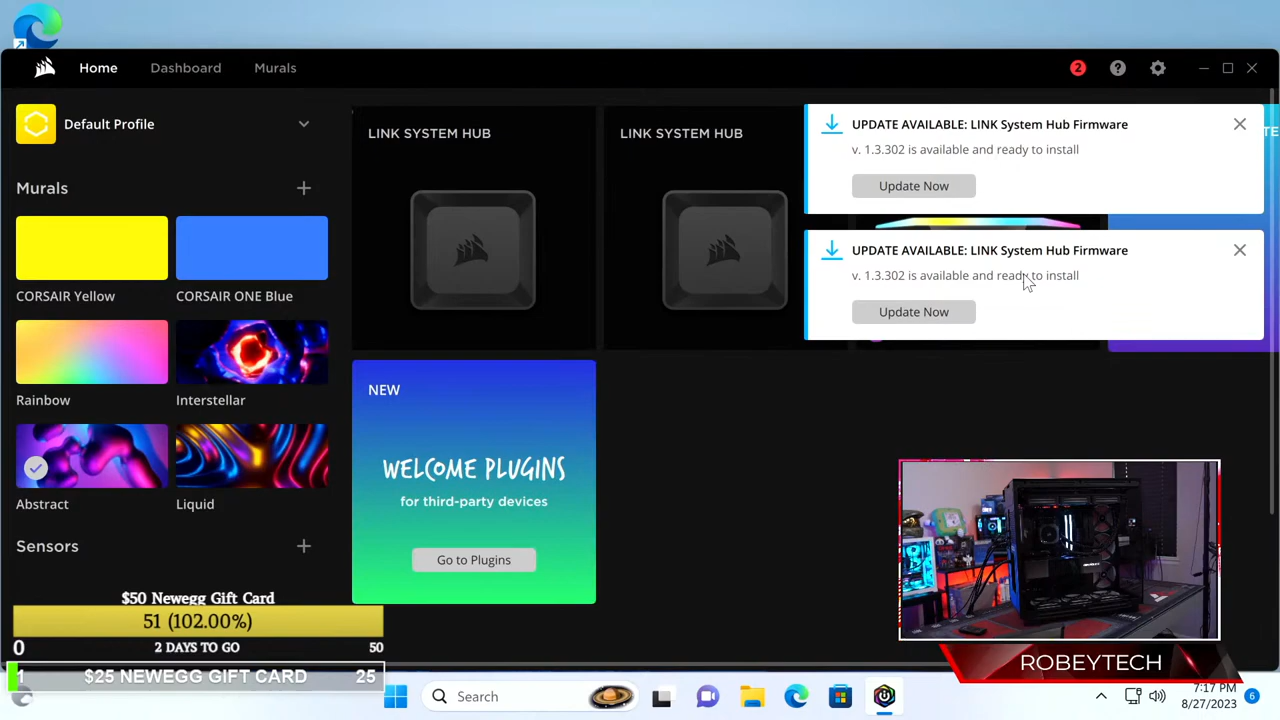 Home
Dashboard
Murals
2
Default Profile
Murals
CORSAIR Yellow
CORSAIR ONE Blue
Rainbow
Interstellar
Abstract
Liquid
Sensors
LINK SYSTEM HUB
LINK SYSTEM HUB
UPDATE AVAILABLE: LINK System Hub Firmware
v. 1.3.302 is available and ready to install
Update Now
UPDATE AVAILABLE: LINK System Hub Firmware
v. 1.3.302 is available and ready to install
Update Now
TE
NEW
WELCOME PLUGINS
for third-party devices
Go to Plugins
$50 Newegg Gift Card
51 (102.00%)
0
2 DAYS TO GO
50
1
$25 NEWEGG GIFT CARD
25
ROBEYTECH
Search
7:17 PM
8/27/2023
6